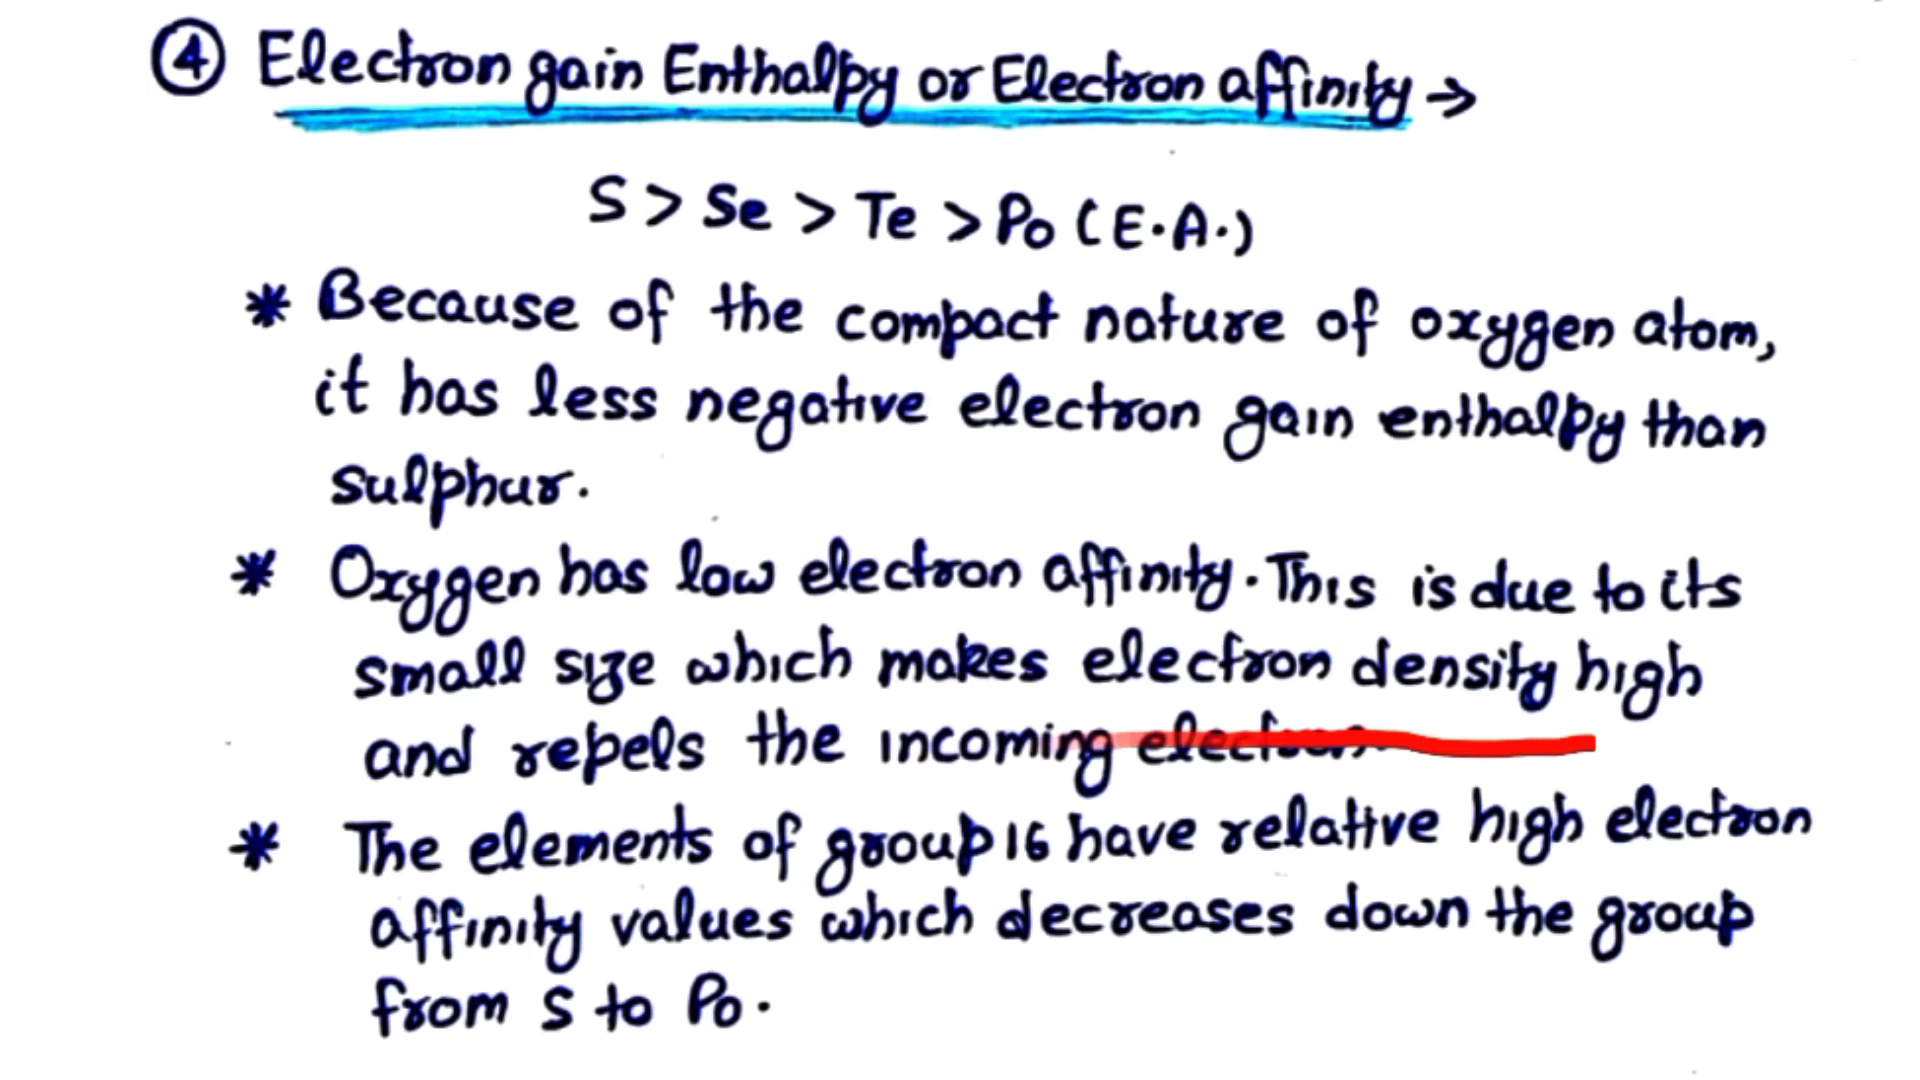 ④ Electron gain Enthalpy or Electron affinity →
S > Se > Te > Po (E.A.)
* Because of the compact nature of oxygen atom,
it has less negative electron gain enthalpy than
sulphur.
* Oxygen has low electron affinity. This is due to its
small size which makes electron density high
and repels the incoming electron.
* The elements of group 16 have relative high electron
affinity values which decreases down the group
from S to Po.